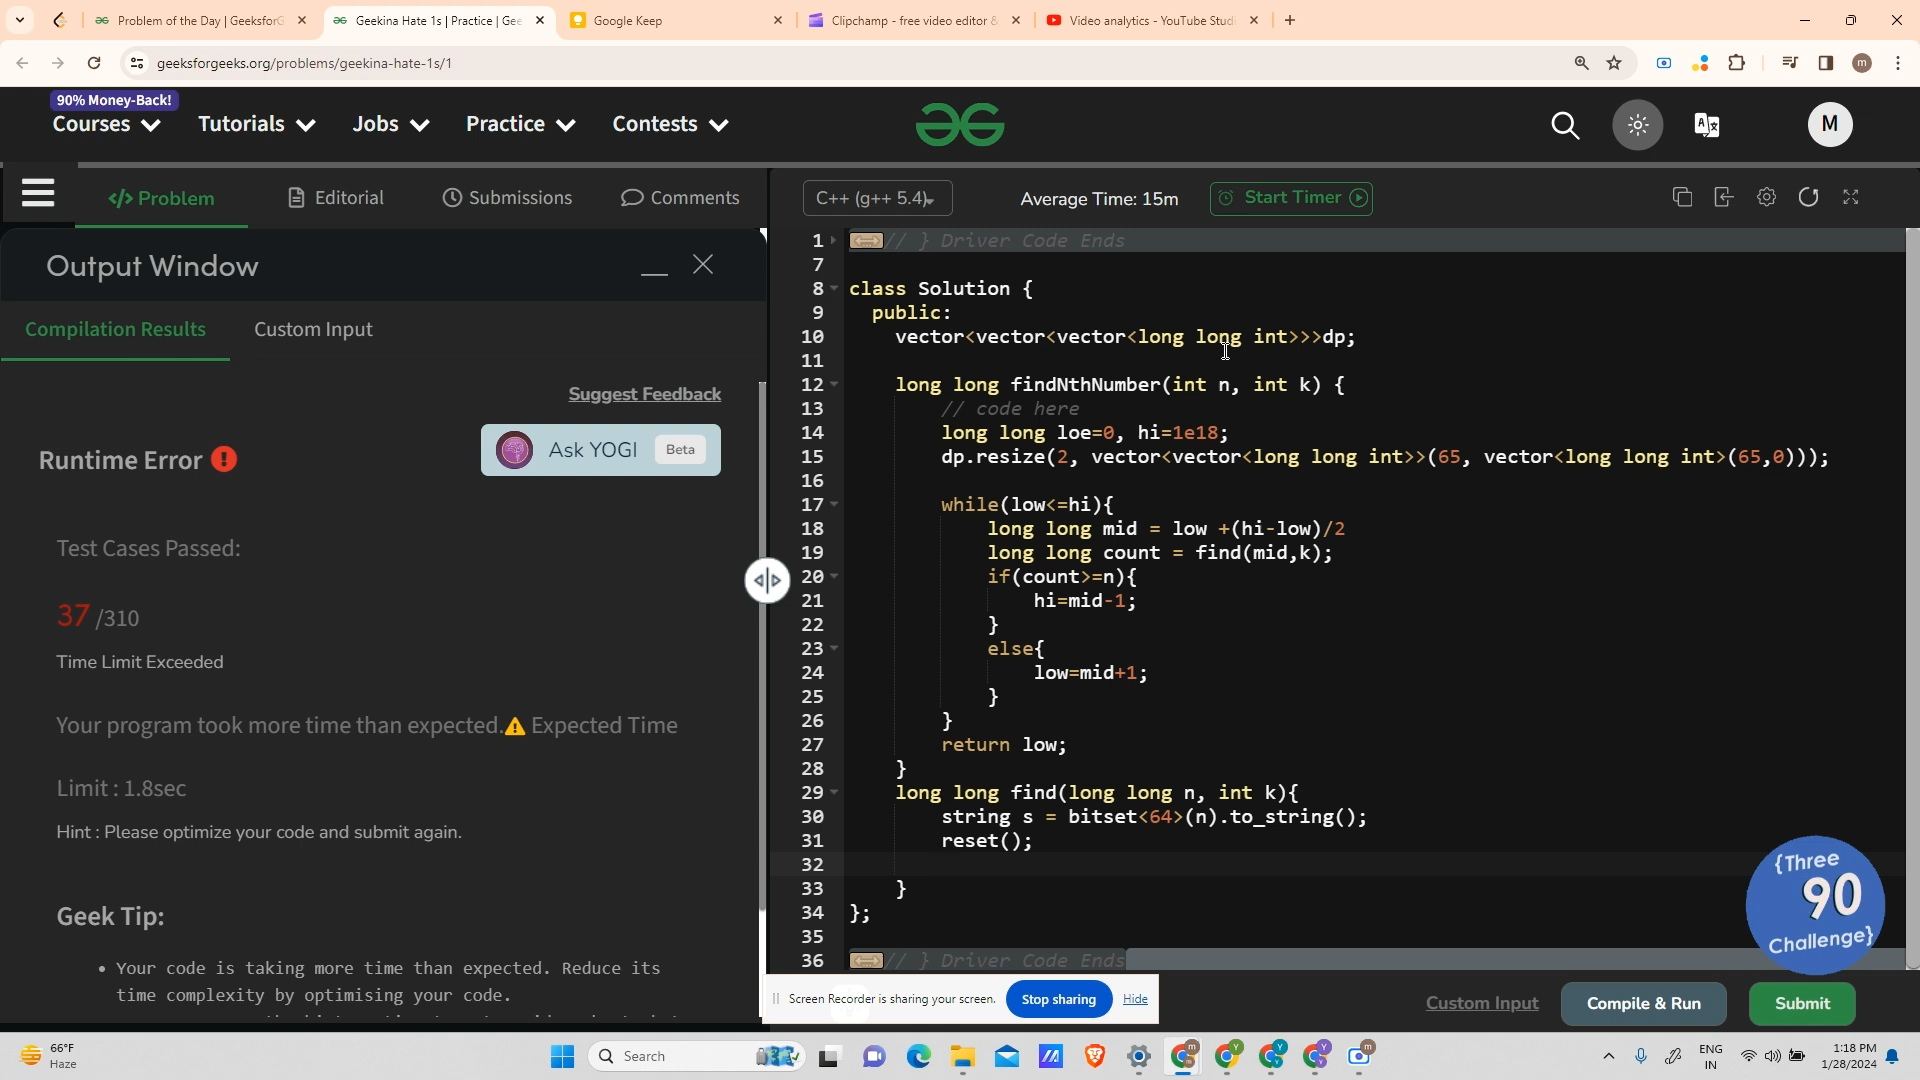 Problem of the Day | GeeksforG
Geekina Hate 1s | Practice | Gee
Google Keep
Clipchamp - free video editor &
Video analytics - YouTube Studi
geeksforgeeks.org/problems/geekina-hate-1s/1
m
90% Money-Back!
Courses
Tutorials
Jobs
Practice
Contests
M
</> Problem
Editorial
Submissions
Comments
C++ (g++ 5.4)
Average Time: 15m
Start Timer
Output Window
Compilation Results
Custom Input
Suggest Feedback
Runtime Error
Ask YOGI
Beta
Test Cases Passed:
37 /310
Time Limit Exceeded
Your program took more time than expected. Expected Time
Limit : 1.8sec
Hint : Please optimize your code and submit again.
Geek Tip:
• Your code is taking more time than expected. Reduce its
time complexity by optimising your code.
1 // } Driver Code Ends
7
8 class Solution {
9 public:
10 vector<vector<vector<long long int>>>dp;
11
12 long long findNthNumber(int n, int k) {
13 // code here
14 long long loe=0, hi=1e18;
15 dp.resize(2, vector<vector<long long int>>(65, vector<long long int>(65,0)));
16
17 while(low<=hi){
18 long long mid = low +(hi-low)/2
19 long long count = find(mid,k);
20 if(count>=n){
21 hi=mid-1;
22 }
23 else{
24 low=mid+1;
25 }
26 }
27 return low;
28 }
29 long long find(long long n, int k){
30 string s = bitset<64>(n).to_string();
31 reset();
32
33 }
34 };
35
36 // } Driver Code Ends
{Three
90
Challenge}
Screen Recorder is sharing your screen.
Stop sharing
Hide
Custom Input
Compile & Run
Submit
66°F
Haze
Search
ENG
IN
1:18 PM
1/28/2024